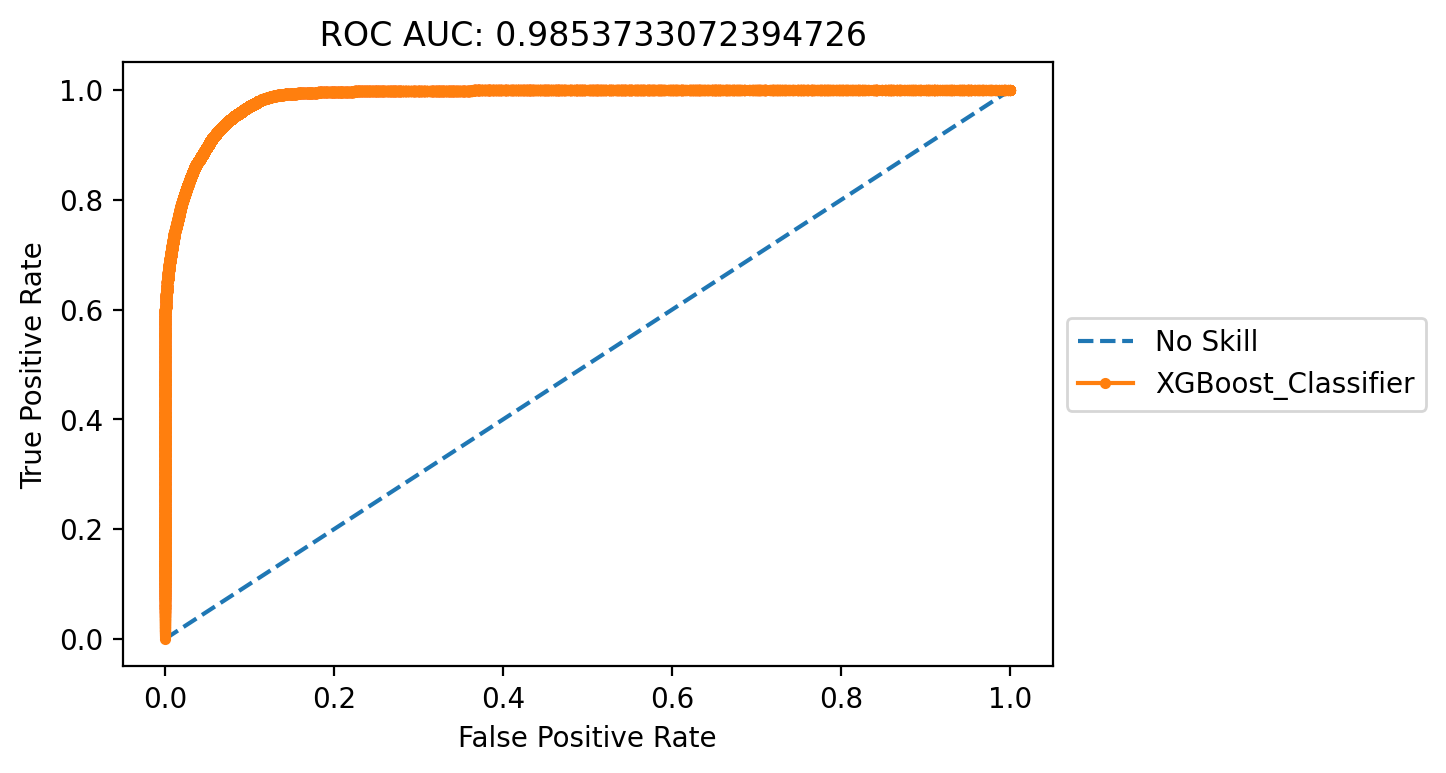 ROC AUC: 0.9853733072394726
1.0
0.8
0.6
0.4
0.2
0.0
True Positive Rate
0.0 0.2 0.4 0.6 0.8 1.0
False Positive Rate
No Skill
XGBoost_Classifier